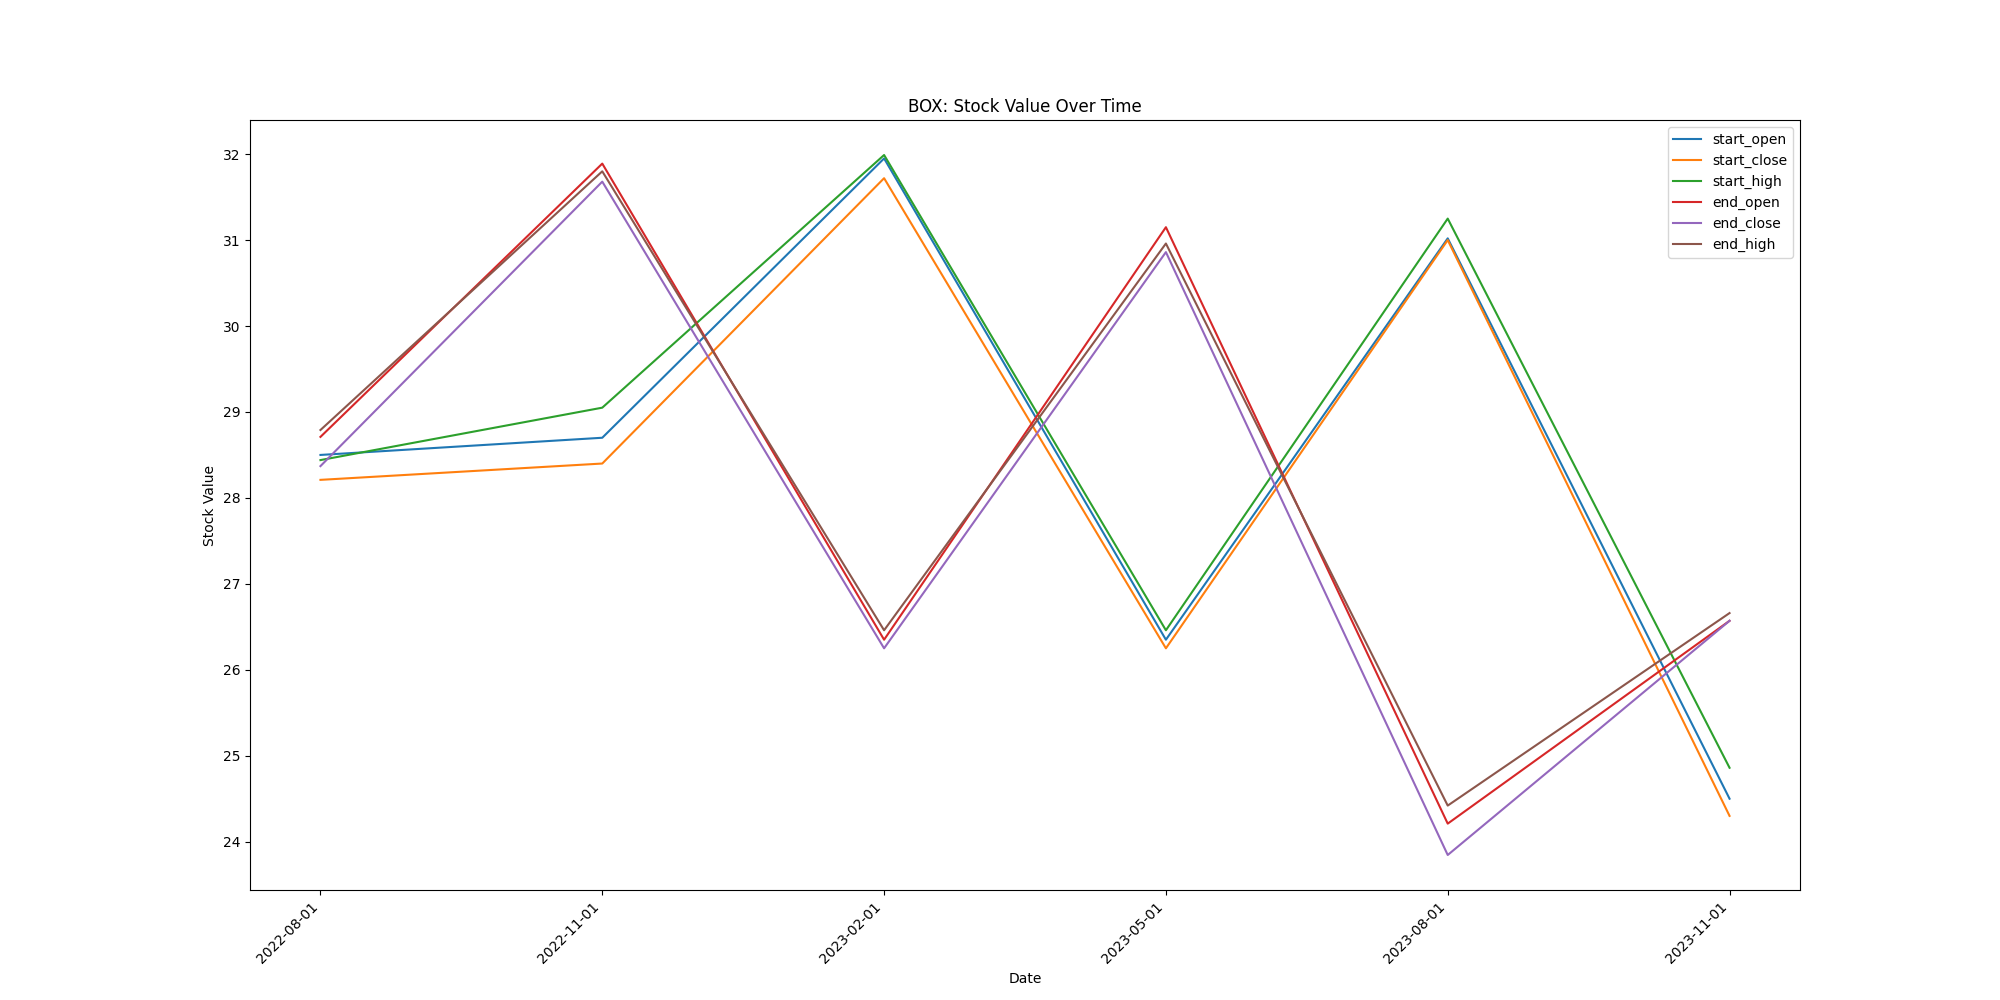 BOX: Stock Value Over Time
start_open
start_close
start_high
end_open
end_close
end_high
32
31
30
29
28
27
26
25
24
Stock Value
2022-08-01
2022-11-01
2023-02-01
2023-05-01
2023-08-01
2023-11-01
Date